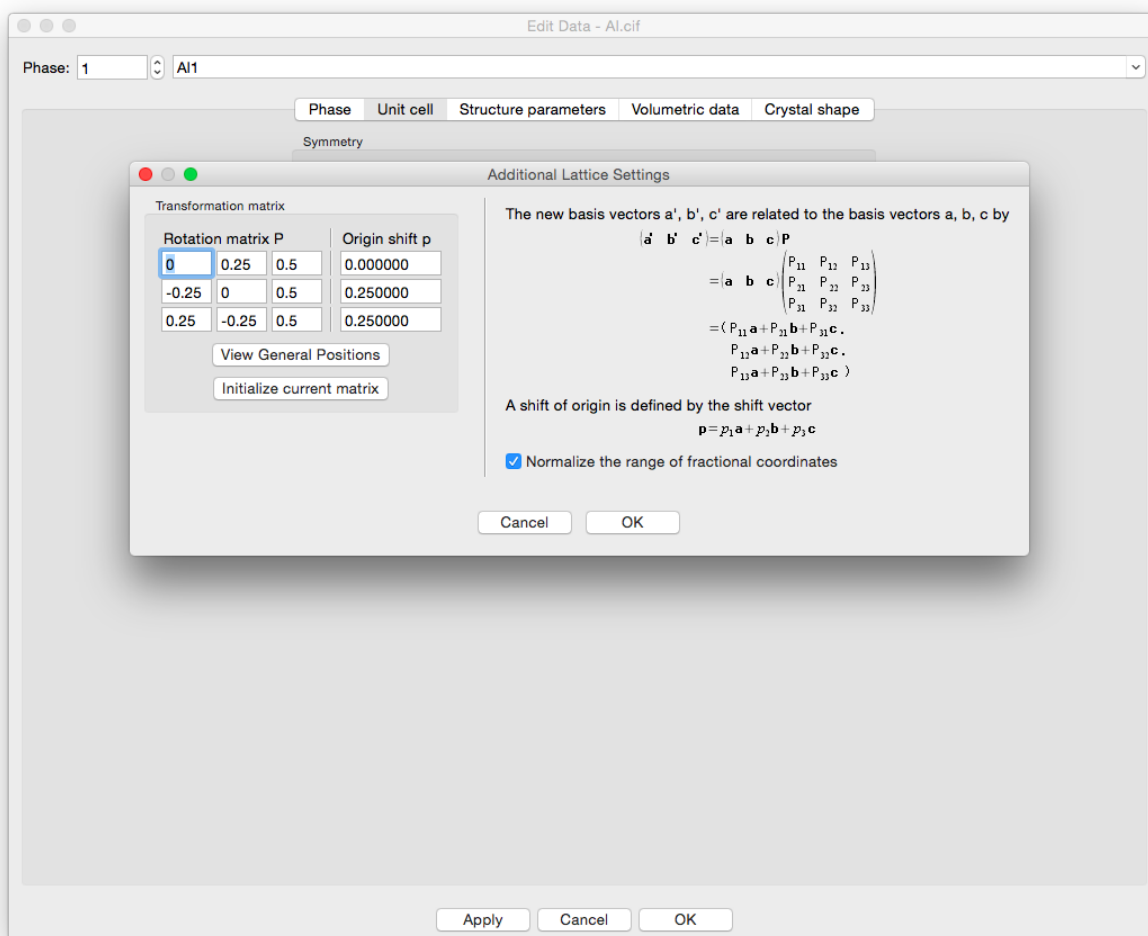 Edit Data - Al.cif
Phase: 1 Al1
Phase Unit cell Structure parameters Volumetric data Crystal shape
Symmetry
Additional Lattice Settings
Transformation matrix
Rotation matrix P Origin shift p
0 0.25 0.5 0.000000
-0.25 0 0.5 0.250000
0.25 -0.25 0.5 0.250000
View General Positions
Initialize current matrix
The new basis vectors a', b', c' are related to the basis vectors a, b, c by
(a' b' c')=(a b c)P
=(a b c)(P₁₁ P₁₂ P₁₃
P₂₁ P₂₂ P₂₃
P₃₁ P₃₂ P₃₃)
=(P₁₁a+P₂₁b+P₃₁c,
P₁₂a+P₂₂b+P₃₂c,
P₁₃a+P₂₃b+P₃₃c )
A shift of origin is defined by the shift vector
p=p₁a+p₂b+p₃c
Normalize the range of fractional coordinates
Cancel OK
Apply Cancel OK